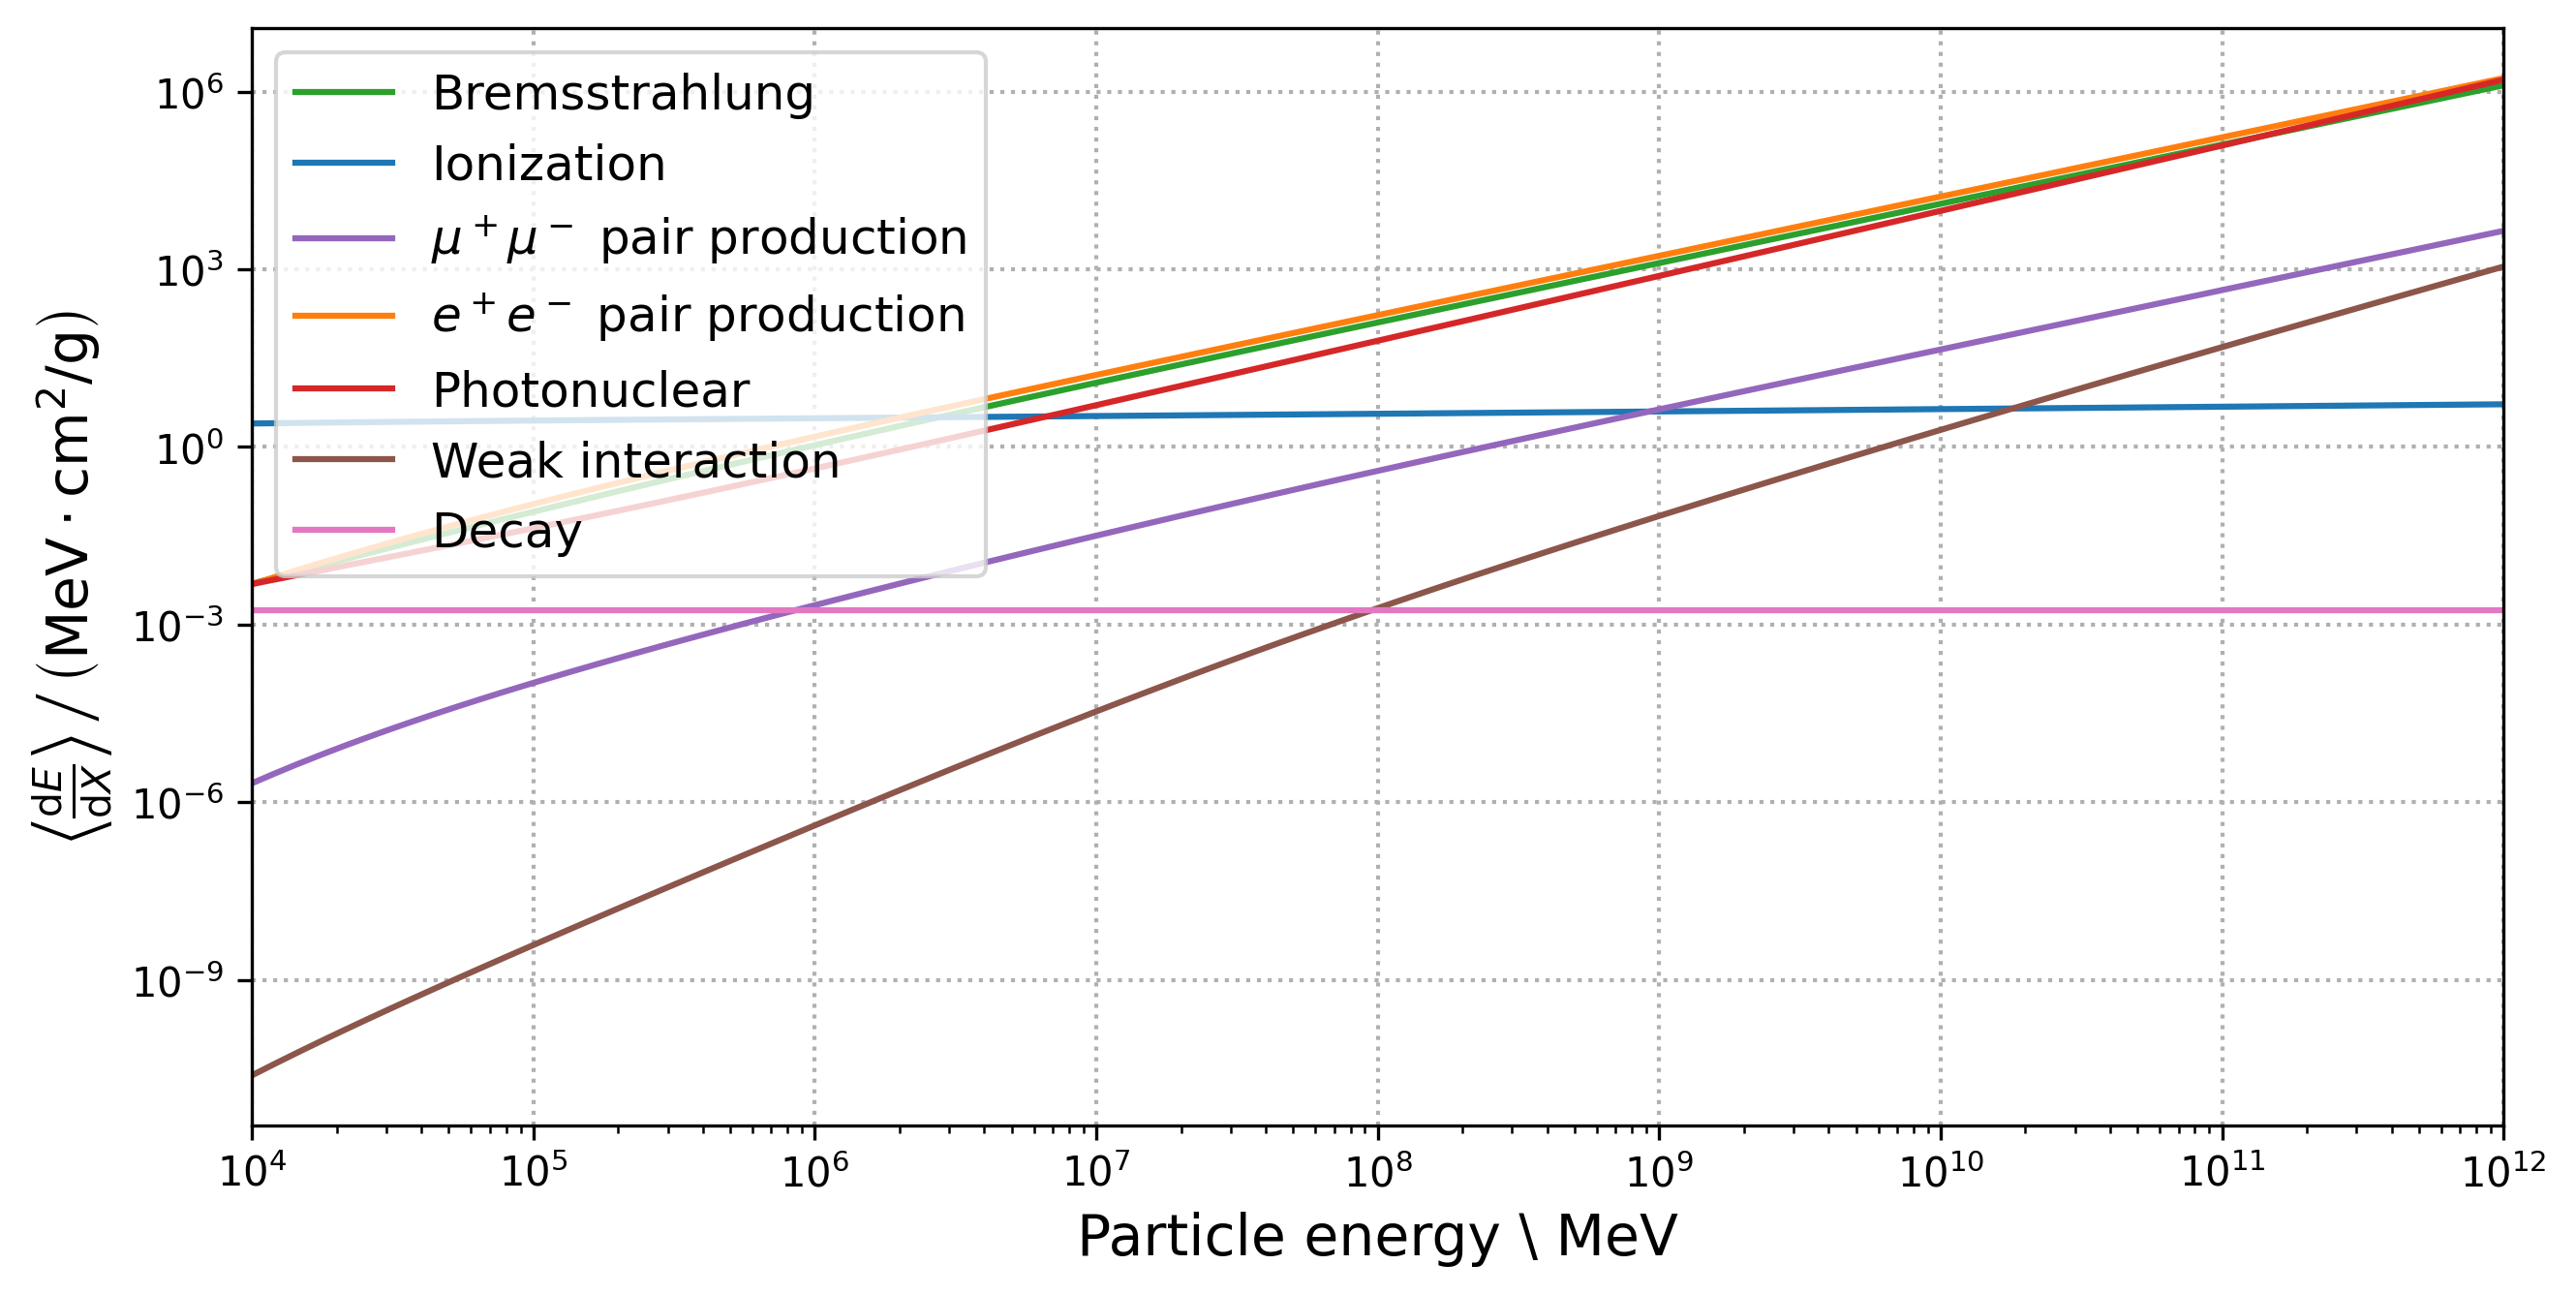 Bremsstrahlung
Ionization
μ⁺μ⁻ pair production
e⁺e⁻ pair production
Photonuclear
Weak interaction
Decay
10⁶
10³
10⁰
10⁻³
10⁻⁶
10⁻⁹
⟨dE/dX⟩ / (MeV · cm²/g)
10⁴ 10⁵ 10⁶ 10⁷ 10⁸ 10⁹ 10¹⁰ 10¹¹ 10¹²
Particle energy \ MeV